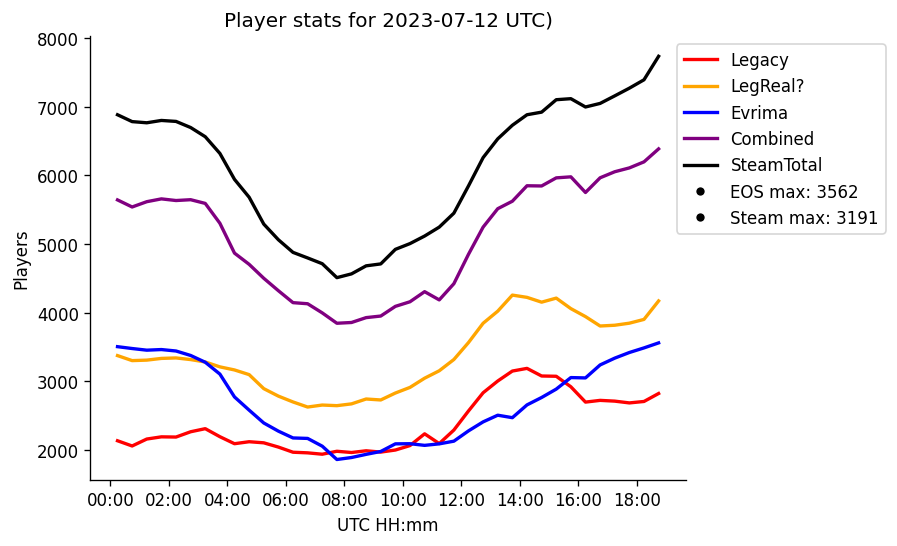 Player stats for 2023-07-12 UTC)
8000
7000
6000
5000
4000
3000
2000
Players
00:00 02:00 04:00 06:00 08:00 10:00 12:00 14:00 16:00 18:00
UTC HH:mm
Legacy
LegReal?
Evrima
Combined
SteamTotal
EOS max: 3562
Steam max: 3191